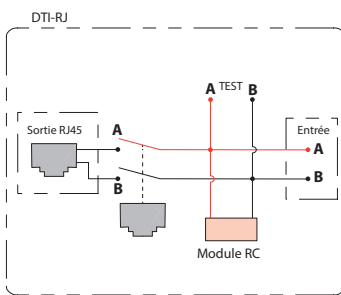 DTI-RJ
A TEST B
Sortie RJ45
A
Entrée
A
B
B
Module RC